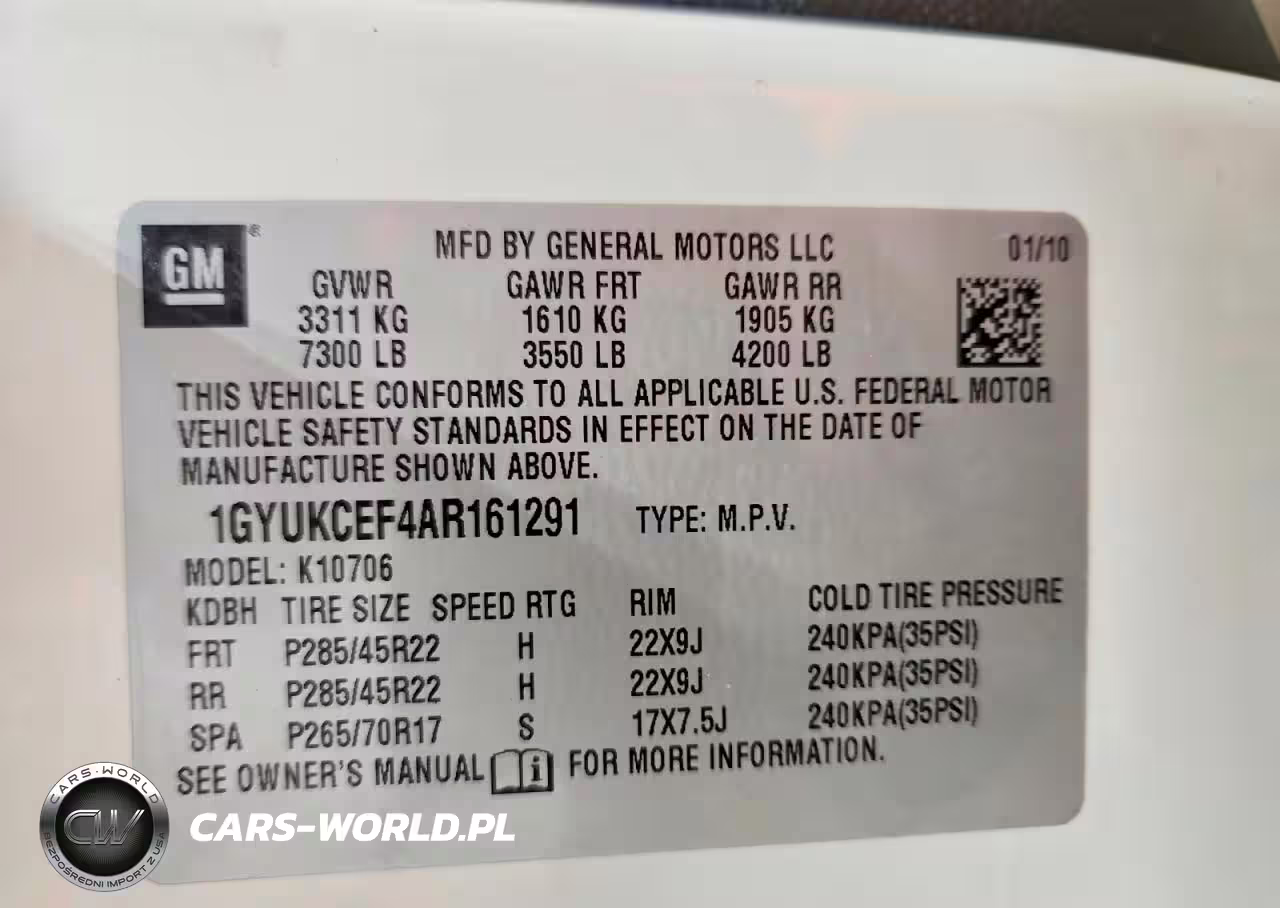 GM®
MFD BY GENERAL MOTORS LLC 01/10
GVWR GAWR FRT GAWR RR
3311 KG 1610 KG 1905 KG
7300 LB 3550 LB 4200 LB
THIS VEHICLE CONFORMS TO ALL APPLICABLE U.S. FEDERAL MOTOR
VEHICLE SAFETY STANDARDS IN EFFECT ON THE DATE OF
MANUFACTURE SHOWN ABOVE.
1GYUKCEF4AR161291 TYPE: M.P.V.
MODEL: K10706
KDBH TIRE SIZE SPEED RTG RIM COLD TIRE PRESSURE
FRT P285/45R22 H 22X9J 240KPA(35PSI)
RR P285/45R22 H 22X9J 240KPA(35PSI)
SPA P265/70R17 S 17X7.5J 240KPA(35PSI)
SEE OWNER'S MANUAL i FOR MORE INFORMATION.
CARS-WORLD
CW
BEZPOŚREDNI IMPORT Z USA
CARS-WORLD.PL